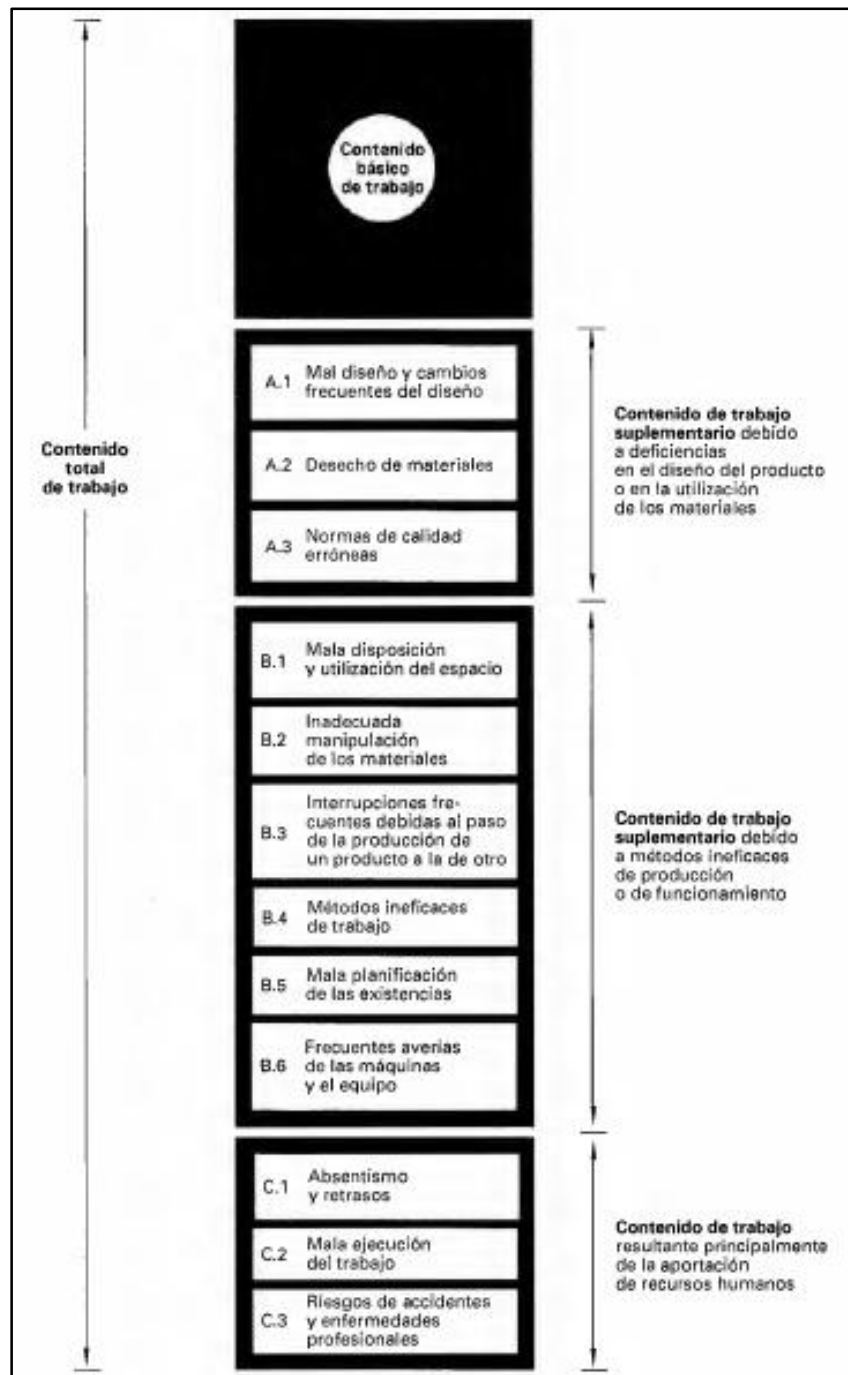 Contenido
básico
de trabajo
A.1 Mal diseño y cambios
frecuentes del diseño
A.2 Desecho de materiales
A.3 Normas de calidad
erróneas
Contenido de trabajo
suplementario debido
a deficiencias
en el diseño del producto
o en la utilización
de los materiales
Contenido
total
de trabajo
B.1 Mala disposición
y utilización del espacio
B.2 Inadecuada
manipulación
de los materiales
B.3 Interrupciones fre-
cuentes debidas al paso
de la producción de
un producto a la de otro
B.4 Métodos ineficaces
de trabajo
B.5 Mala planificación
de las existencias
B.6 Frecuentes averías
de las máquinas
y el equipo
Contenido de trabajo
suplementario debido
a métodos ineficaces
de producción
o de funcionamiento
C.1 Absentismo
y retrasos
C.2 Mala ejecución
del trabajo
C.3 Riesgos de accidentes
y enfermedades
profesionales
Contenido de trabajo
resultante principalmente
de la aportación
de recursos humanos